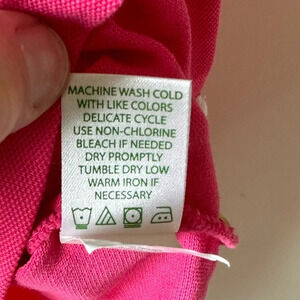 MACHINE WASH COLD
WITH LIKE COLORS
DELICATE CYCLE
USE NON-CHLORINE
BLEACH IF NEEDED
DRY PROMPTLY
TUMBLE DRY LOW
WARM IRON IF
NECESSARY